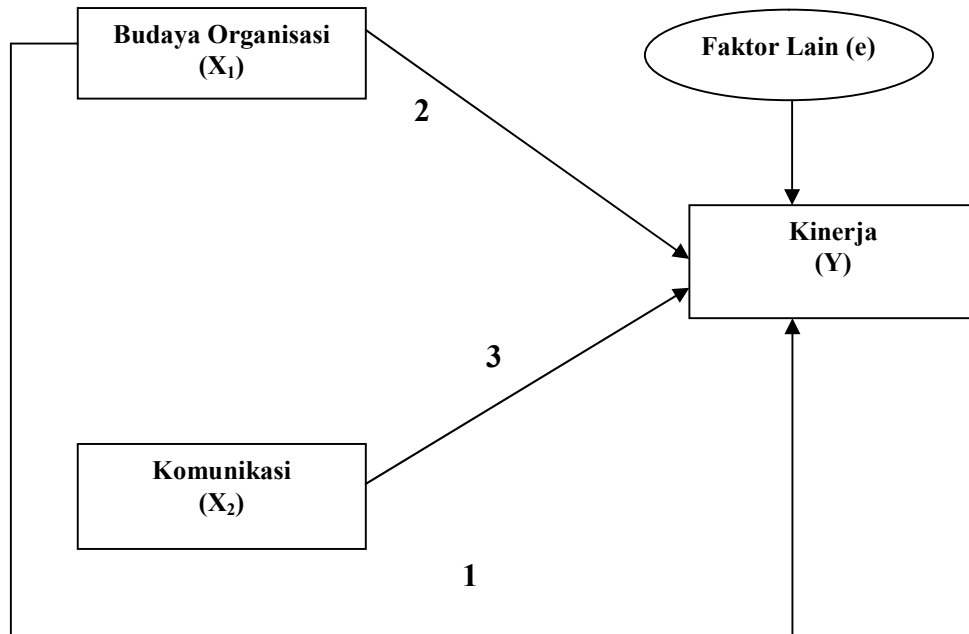 Budaya Organisasi
(X₁)
Faktor Lain (e)
2
Kinerja
(Y)
3
Komunikasi
(X₂)
1